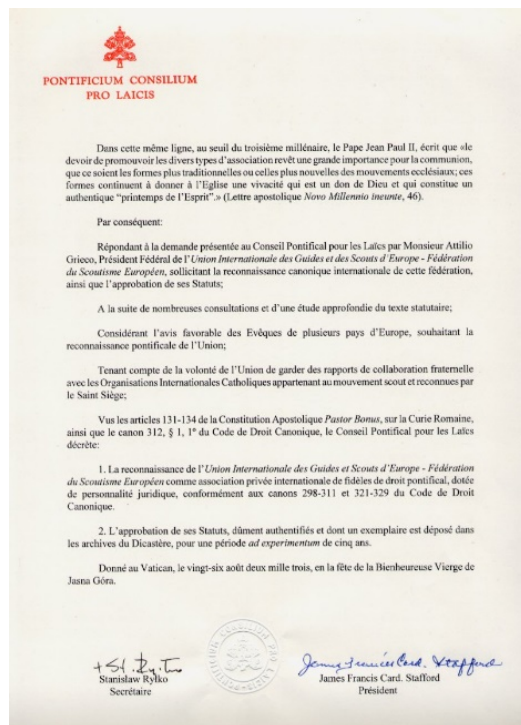 PONTIFICIUM CONSILIUM
PRO LAICIS
Dans cette même ligne, au seuil du troisième millénaire, le Pape Jean Paul II, écrit que «le
devoir de promouvoir les divers types d'association revêt une grande importance pour la communion,
que ce soient les formes plus traditionnelles ou celles plus nouvelles des mouvements ecclésiaux; ces
formes continuent à donner à l'Eglise une vivacité qui est un don de Dieu et qui constitue un
authentique "printemps de l'Esprit".» (Lettre apostolique Novo Millennio ineunte, 46).
Par conséquent:
Répondant à la demande présentée au Conseil Pontifical pour les Laïcs par Monsieur Attilio
Grieco, Président Fédéral de l'Union Internationale des Guides et des Scouts d'Europe - Fédération
du Scoutisme Européen, sollicitant la reconnaissance canonique internationale de cette fédération,
ainsi que l'approbation de ses Statuts;
A la suite de nombreuses consultations et d'une étude approfondie du texte statutaire;
Considérant l'avis favorable des Evêques de plusieurs pays d'Europe, souhaitant la
reconnaissance pontificale de l'Union;
Tenant compte de la volonté de l'Union de garder des rapports de collaboration fraternelle
avec les Organisations Internationales Catholiques appartenant au mouvement scout et reconnues par
le Saint Siège;
Vus les articles 131-134 de la Constitution Apostolique Pastor Bonus, sur la Curie Romaine,
ainsi que le canon 312, § 1, 1º du Code de Droit Canonique, le Conseil Pontifical pour les Laïcs
décrète:
1. La reconnaissance de l'Union Internationale des Guides et Scouts d'Europe - Fédération
du Scoutisme Européen comme association privée internationale de fidèles de droit pontifical, dotée
de personnalité juridique, conformément aux canons 298-311 et 321-329 du Code de Droit
Canonique.
2. L'approbation de ses Statuts, dûment authentifiés et dont un exemplaire est déposé dans
les archives du Dicastère, pour une période ad experimentum de cinq ans.
Donné au Vatican, le vingt-six août deux mille trois, en la fête de la Bienheureuse Vierge de
Jasna Góra.
James Francis Card. Stafford
Stanisław Ryłko
James Francis Card. Stafford
Secrétaire
Président